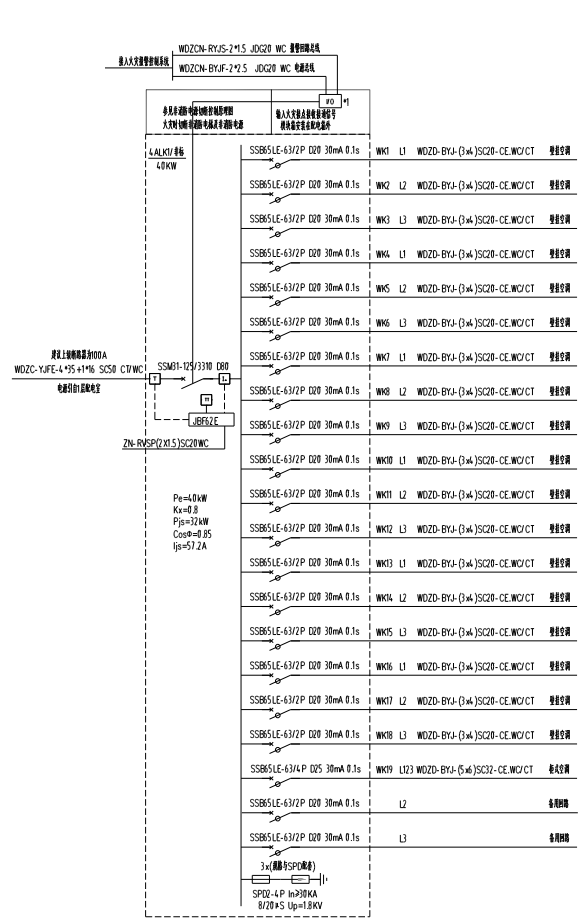 WDZCN-RYJS-2*1.5 JDG20 WC 报警回路总线
接入火灾报警控制系统
WDZCN-BYJF-2*2.5 JDG20 WC 电源总线
I/O *1
参见非消防电源切断控制原理图
火灾时切断非消防电梯及非消防电源
输入火灾接点接收接通信号
模块箱安装在配电箱外
4ALK1/非标
40KW
SSB65LE-63/2P D20 30mA 0.1s WK1 L1 WDZD-BYJ-(3x4)SC20-CE.WC/CT 壁挂空调
SSB65LE-63/2P D20 30mA 0.1s WK2 L2 WDZD-BYJ-(3x4)SC20-CE.WC/CT 壁挂空调
SSB65LE-63/2P D20 30mA 0.1s WK3 L3 WDZD-BYJ-(3x4)SC20-CE.WC/CT 壁挂空调
SSB65LE-63/2P D20 30mA 0.1s WK4 L1 WDZD-BYJ-(3x4)SC20-CE.WC/CT 壁挂空调
SSB65LE-63/2P D20 30mA 0.1s WK5 L2 WDZD-BYJ-(3x4)SC20-CE.WC/CT 壁挂空调
SSB65LE-63/2P D20 30mA 0.1s WK6 L3 WDZD-BYJ-(3x4)SC20-CE.WC/CT 壁挂空调
SSB65LE-63/2P D20 30mA 0.1s WK7 L1 WDZD-BYJ-(3x4)SC20-CE.WC/CT 壁挂空调
建议上级断路器为100A
WDZC-YJFE-4*35+1*16 SC50 CT/WC
电源引自1层配电室
SSM31-125/3310 D80
T
I
m
JBF62E
ZN-RVSP(2X1.5)SC20WC
SSB65LE-63/2P D20 30mA 0.1s WK8 L2 WDZD-BYJ-(3x4)SC20-CE.WC/CT 壁挂空调
SSB65LE-63/2P D20 30mA 0.1s WK9 L3 WDZD-BYJ-(3x4)SC20-CE.WC/CT 壁挂空调
SSB65LE-63/2P D20 30mA 0.1s WK10 L1 WDZD-BYJ-(3x4)SC20-CE.WC/CT 壁挂空调
Pe=40kW
Kx=0.8
Pjs=32kW
CosΦ=0.85
Ijs=57.2A
SSB65LE-63/2P D20 30mA 0.1s WK11 L2 WDZD-BYJ-(3x4)SC20-CE.WC/CT 壁挂空调
SSB65LE-63/2P D20 30mA 0.1s WK12 L3 WDZD-BYJ-(3x4)SC20-CE.WC/CT 壁挂空调
SSB65LE-63/2P D20 30mA 0.1s WK13 L1 WDZD-BYJ-(3x4)SC20-CE.WC/CT 壁挂空调
SSB65LE-63/2P D20 30mA 0.1s WK14 L2 WDZD-BYJ-(3x4)SC20-CE.WC/CT 壁挂空调
SSB65LE-63/2P D20 30mA 0.1s WK15 L3 WDZD-BYJ-(3x4)SC20-CE.WC/CT 壁挂空调
SSB65LE-63/2P D20 30mA 0.1s WK16 L1 WDZD-BYJ-(3x4)SC20-CE.WC/CT 壁挂空调
SSB65LE-63/2P D20 30mA 0.1s WK17 L2 WDZD-BYJ-(3x4)SC20-CE.WC/CT 壁挂空调
SSB65LE-63/2P D20 30mA 0.1s WK18 L3 WDZD-BYJ-(3x4)SC20-CE.WC/CT 壁挂空调
SSB65LE-63/4P D25 30mA 0.1s WK19 L123 WDZD-BYJ-(5x6)SC32-CE.WC/CT 柜式空调
SSB65LE-63/2P D20 30mA 0.1s L2 备用回路
SSB65LE-63/2P D20 30mA 0.1s L3 备用回路
3x(熔断与SPD配套)
SPD2-4P In≥30KA
8/20μS Up=1.8KV